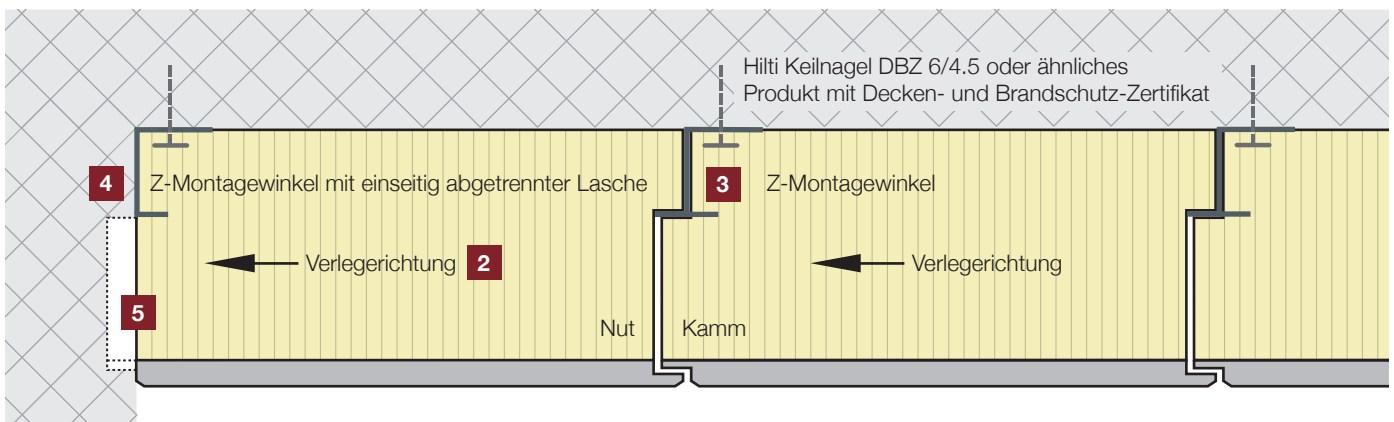 Hilti Keilnagel DBZ 6/4.5 oder ähnliches
Produkt mit Decken- und Brandschutz-Zertifikat
4 Z-Montagewinkel mit einseitig abgetrennter Lasche
3 Z-Montagewinkel
Verlegerichtung 2
Verlegerichtung
5
Nut
Kamm